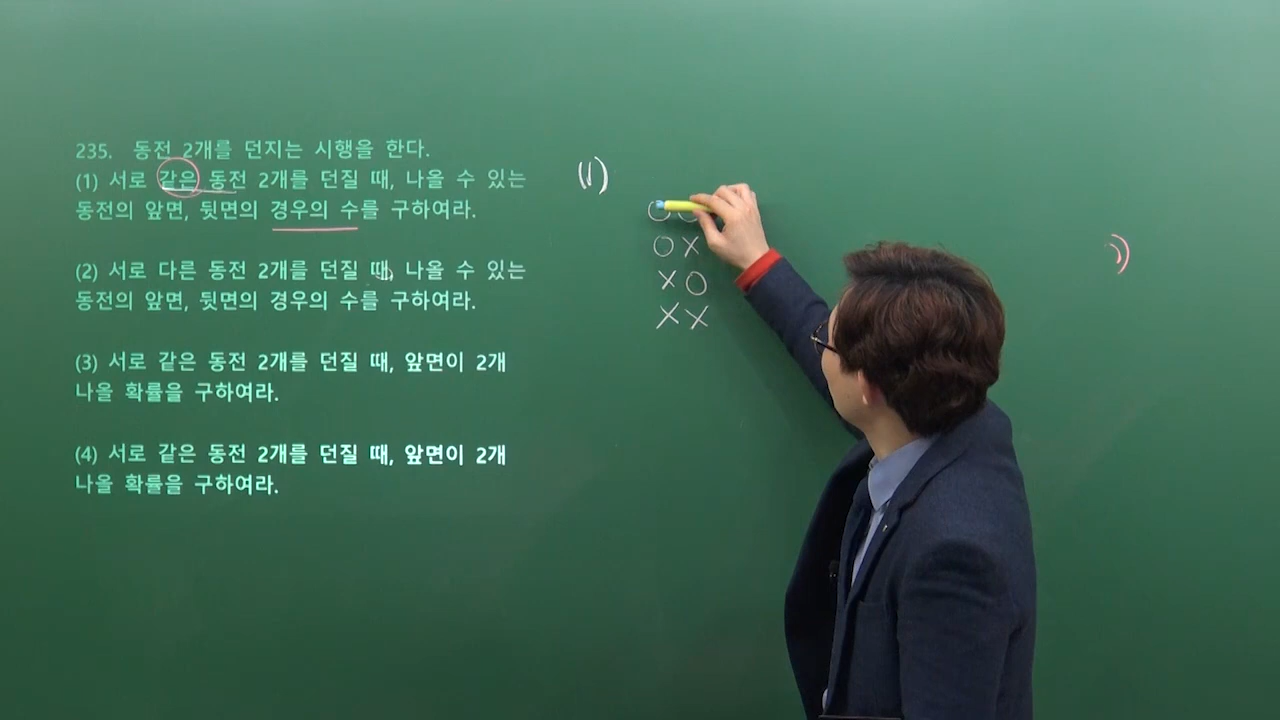 235. 동전 2개를 던지는 시행을 한다.
(1) 서로 같은 동전 2개를 던질 때, 나올 수 있는
동전의 앞면, 뒷면의 경우의 수를 구하여라.
(2) 서로 다른 동전 2개를 던질 때, 나올 수 있는
동전의 앞면, 뒷면의 경우의 수를 구하여라.
(3) 서로 같은 동전 2개를 던질 때, 앞면이 2개
나올 확률을 구하여라.
(4) 서로 같은 동전 2개를 던질 때, 앞면이 2개
나올 확률을 구하여라.
(1)
O O
O X
X O
X X